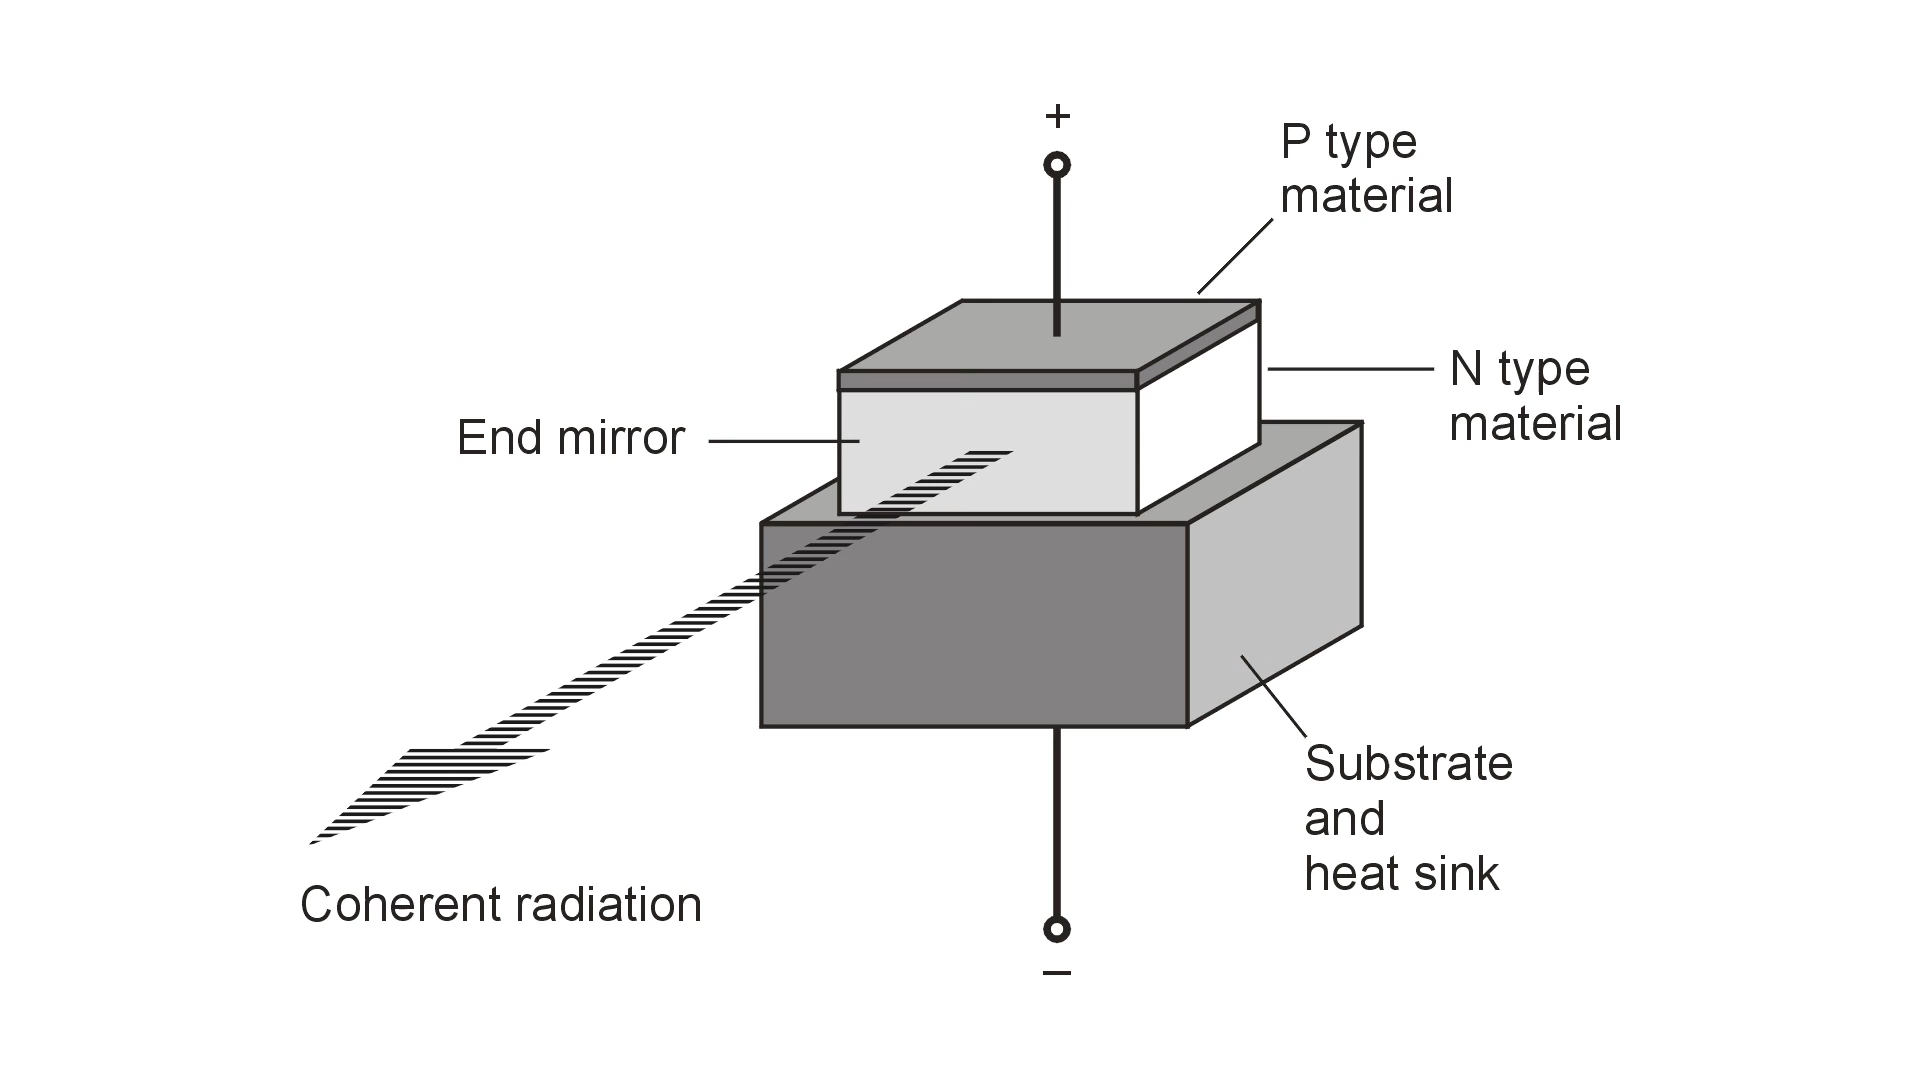 +
P type
material
N type
material
End mirror
Substrate
and
heat sink
Coherent radiation
—